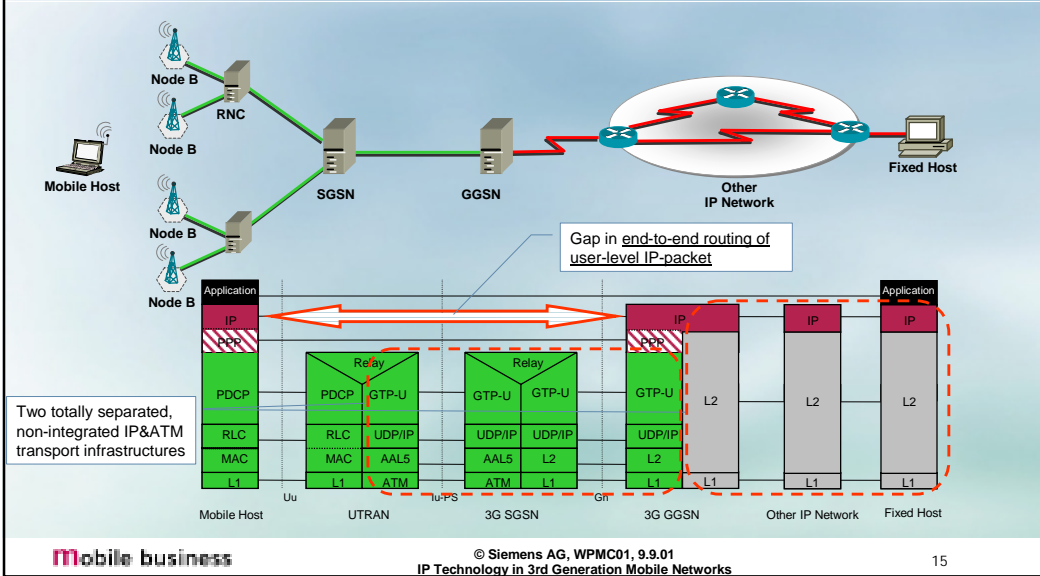 Node B
RNC
Node B
Mobile Host
SGSN
GGSN
Other
IP Network
Fixed Host
Node B
Node B
Gap in end-to-end routing of
user-level IP-packet
Application
Application
IP
IP
IP
IP
PPP
PPP
Relay
Relay
PDCP
PDCP
GTP-U
GTP-U
GTP-U
GTP-U
L2
L2
L2
Two totally separated,
non-integrated IP&ATM
transport infrastructures
RLC
RLC
UDP/IP
UDP/IP
UDP/IP
UDP/IP
MAC
MAC
AAL5
AAL5
L2
L2
L1
L1
ATM
ATM
L1
L1
L1
L1
L1
Uu
Iu-PS
Gn
Mobile Host
UTRAN
3G SGSN
3G GGSN
Other IP Network
Fixed Host
mobile business
© Siemens AG, WPMC01, 9.9.01
IP Technology in 3rd Generation Mobile Networks
15